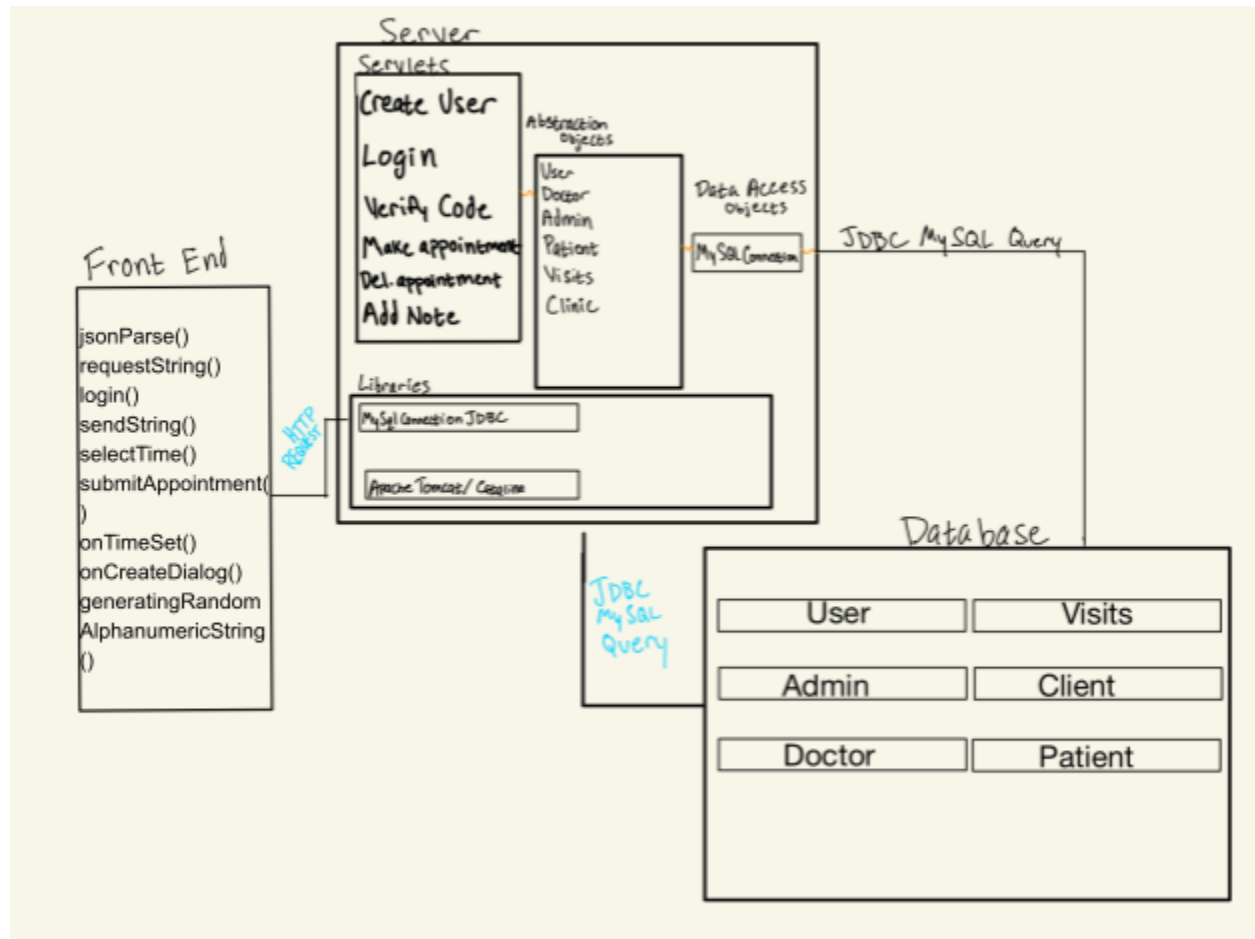 Server
Servlets
Create User
Login
Verify Code
Make appointment
Del. appointment
Add Note
Abstraction
Objects
User
Doctor
Admin
Patient
Visits
Clinic
Data Access
Objects
MySQL Connection
JDBC MySQL Query
Libraries
MySql Connection JDBC
Apache Tomcat/ Catalina
Front End
jsonParse()
requestString()
login()
sendString()
selectTime()
submitAppointment(
)
onTimeSet()
onCreateDialog()
generatingRandom
AlphanumericString
()
HTTP
REQUEST
JDBC
MySQL
Query
Database
User
Visits
Admin
Client
Doctor
Patient